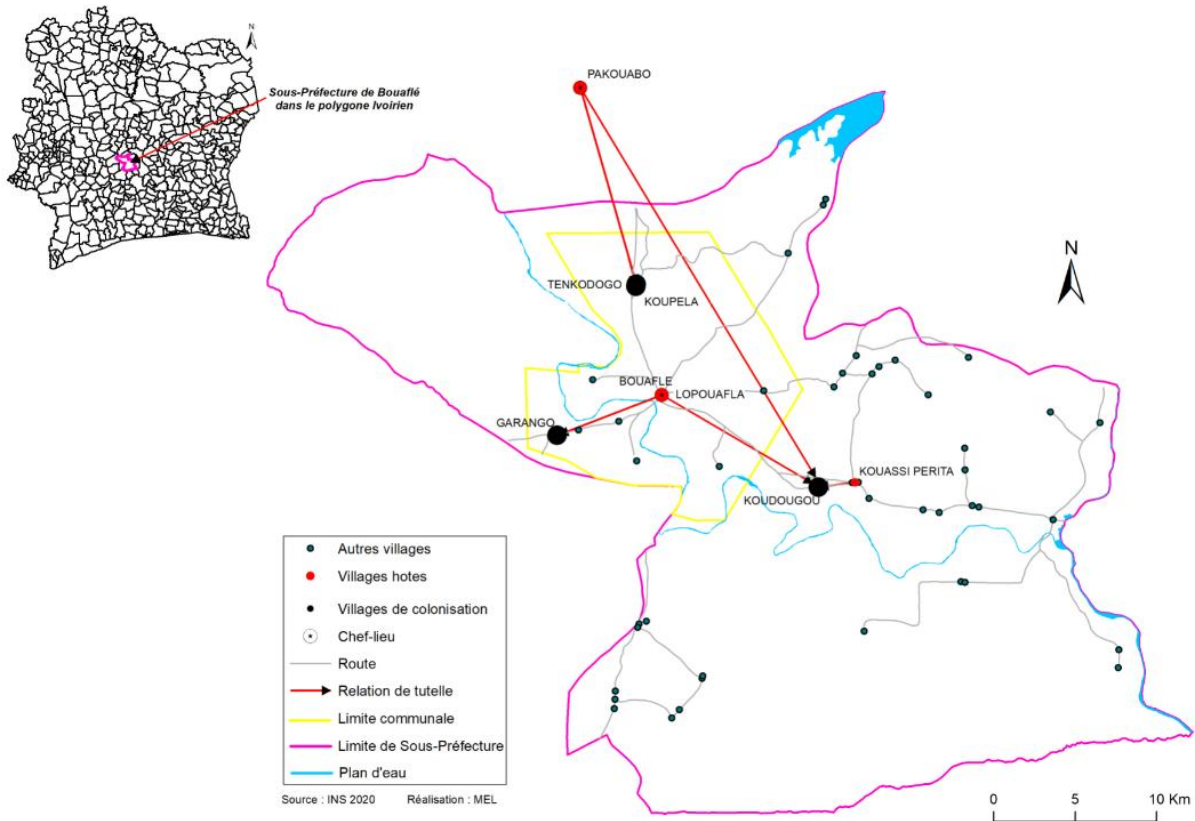 N
Sous-Préfecture de Bouaflé
dans le polygone Ivoirien
PAKOUABO
N
TENKODOGO
KOUPELA
BOUAFLE
LOPOUAFLA
GARANGO
KOUASSI PERITA
KOUDOUGOU
Autres villages
Villages hotes
Villages de colonisation
Chef-lieu
Route
Relation de tutelle
Limite communale
Limite de Sous-Préfecture
Plan d'eau
Source : INS 2020 Réalisation : MEL
0 5 10 Km